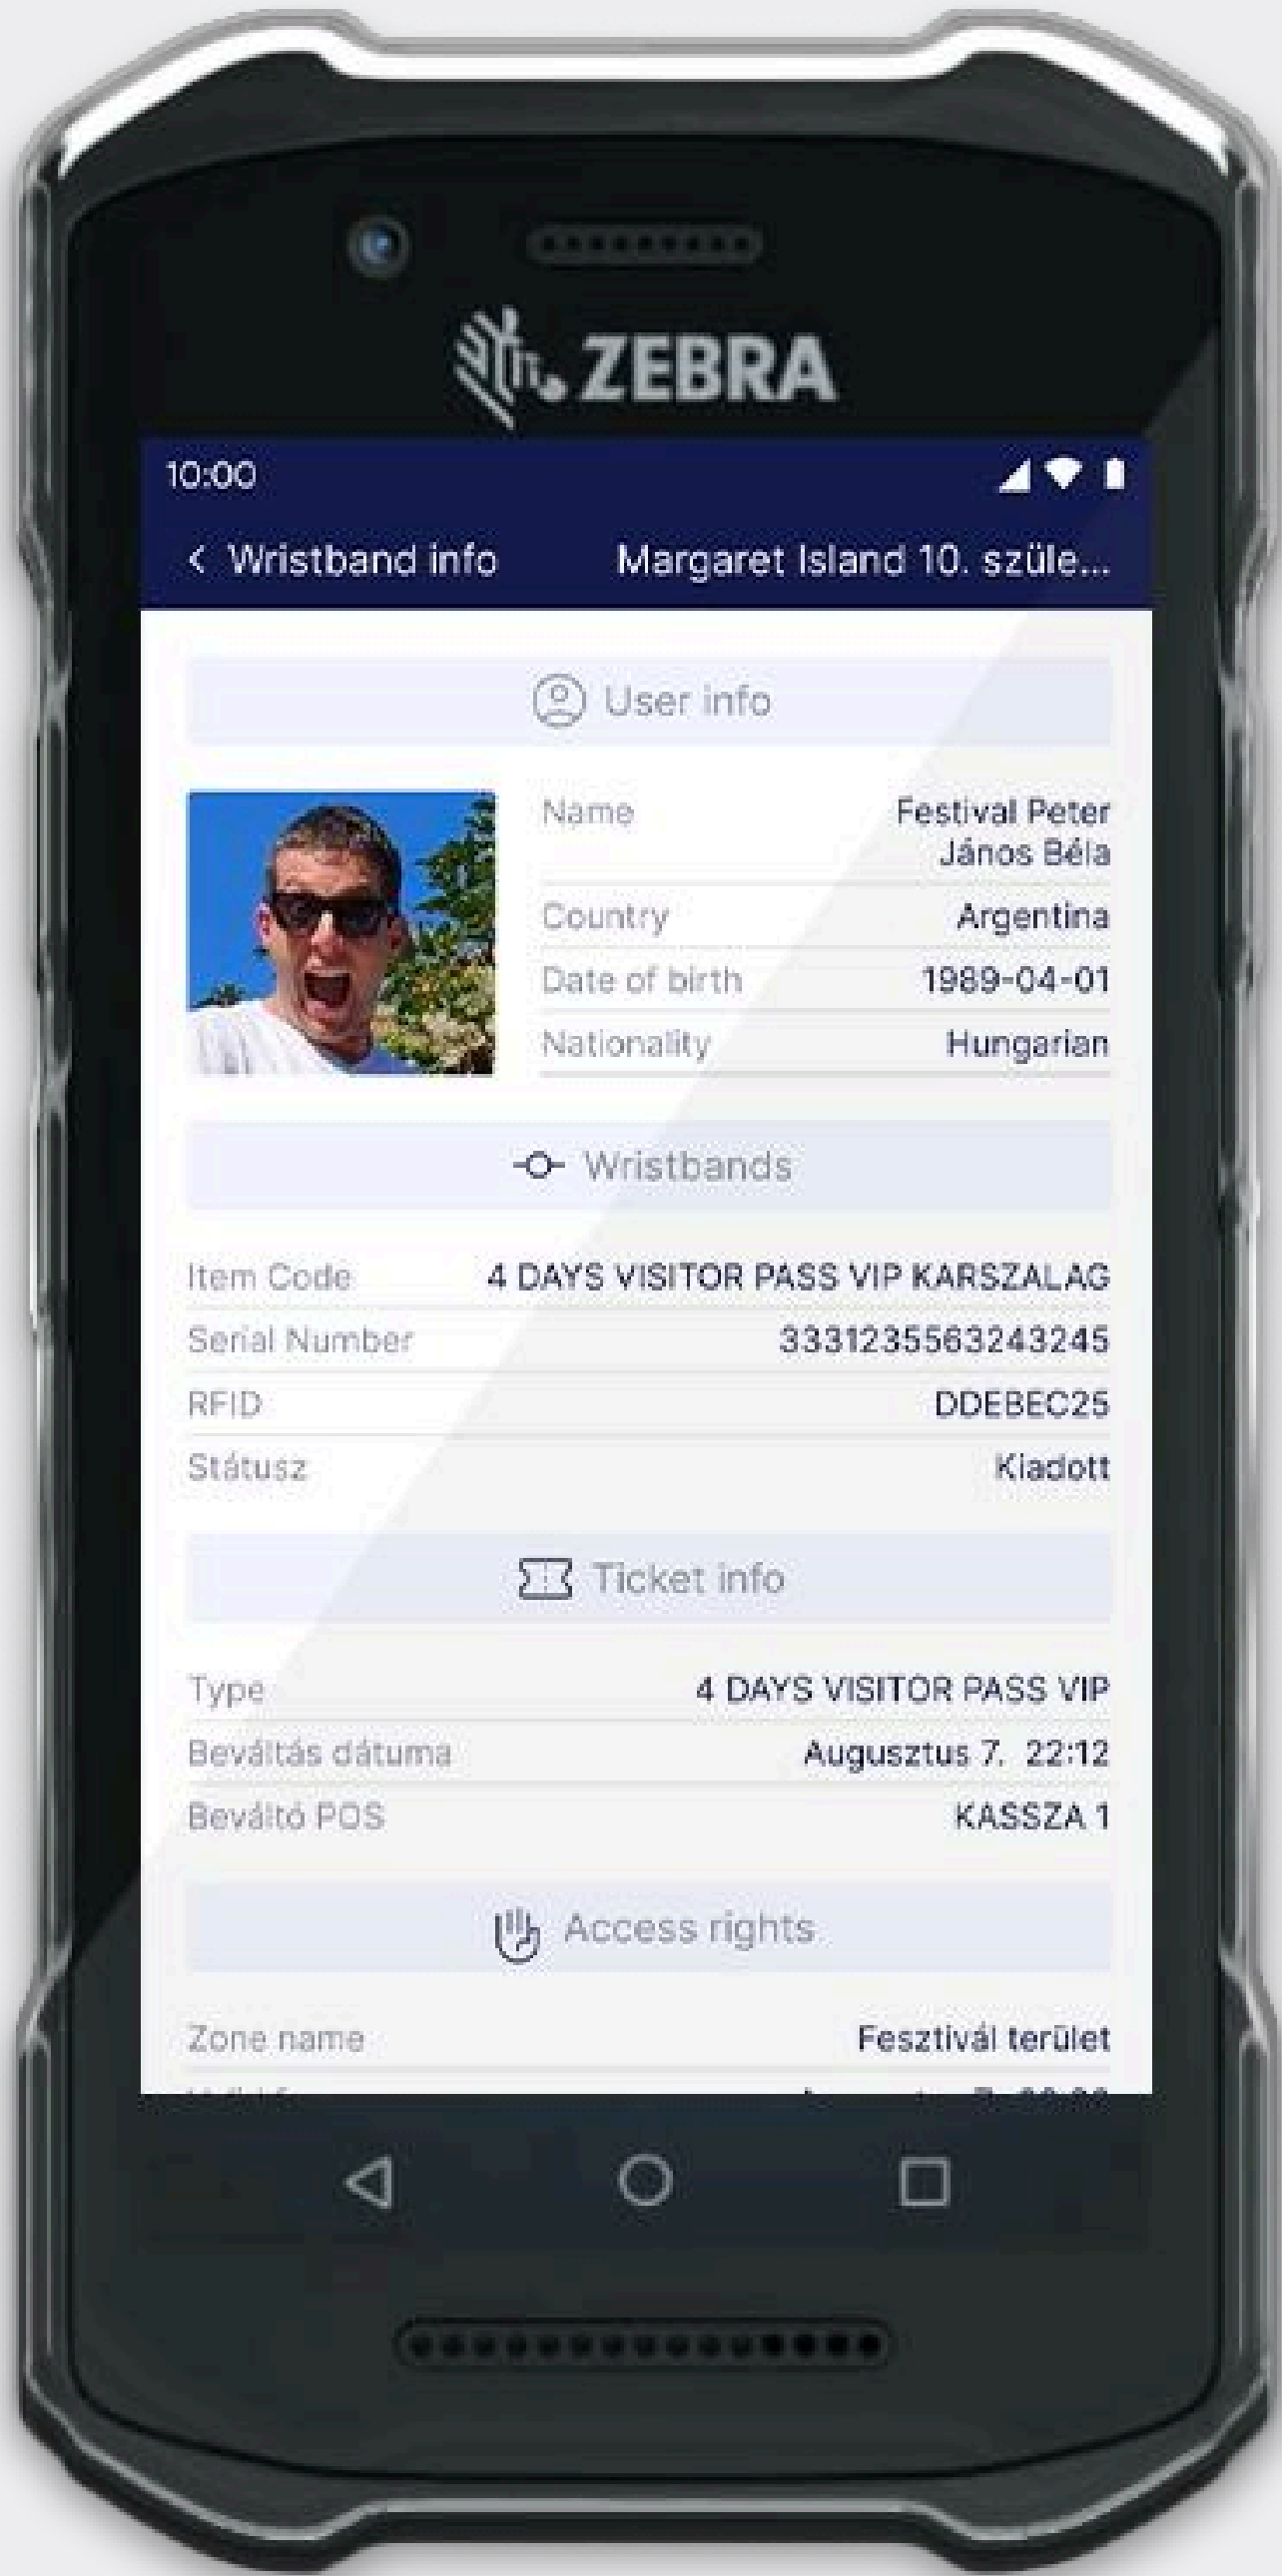 ZEBRA
10:00
< Wristband info Margaret Island 10. szüle...
User info
Name Festival Peter
János Béla
Country Argentina
Date of birth 1989-04-01
Nationality Hungarian
Wristbands
Item Code 4 DAYS VISITOR PASS VIP KARSZALAG
Serial Number 3331235563243245
RFID DDEBEC25
Státusz Kiadott
Ticket info
Type 4 DAYS VISITOR PASS VIP
Beváltás dátuma Augusztus 7. 22:12
Beváltó POS KASSZA 1
Access rights
Zone name Fesztivál terület